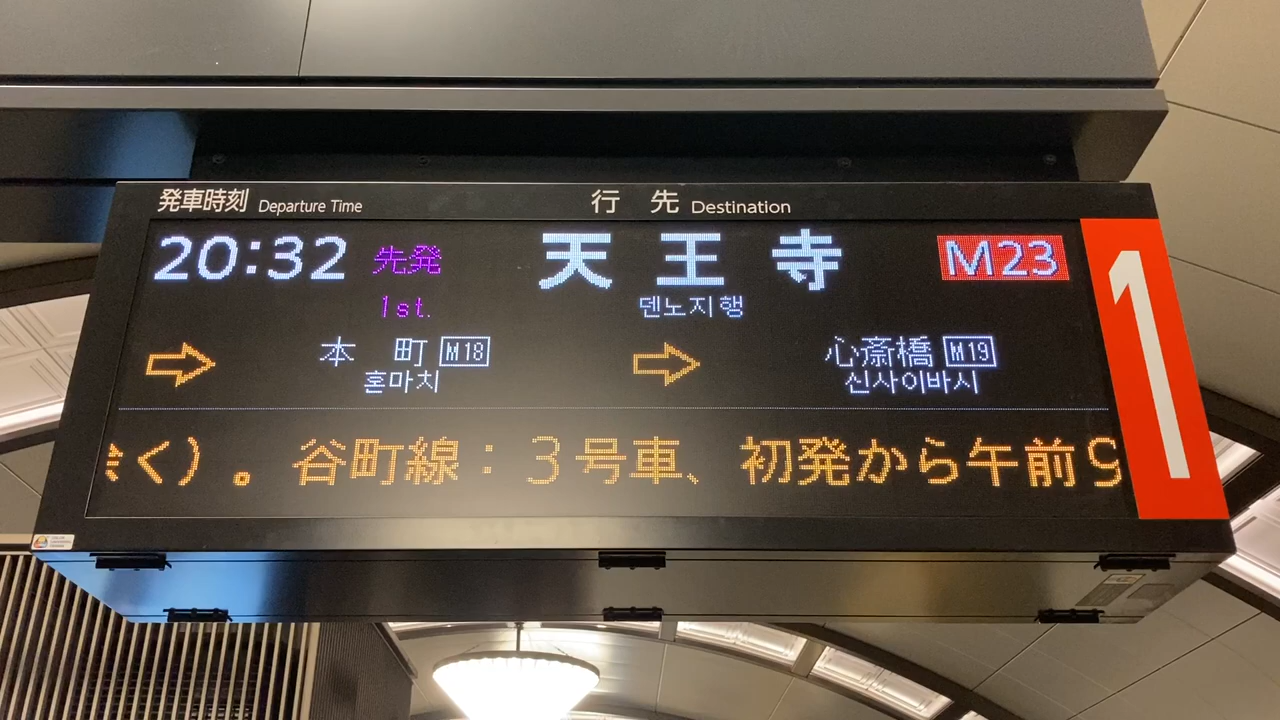 発車時刻 Departure Time 行先 Destination
20:32 先発 天王寺 M23
1st. 덴노지행
本町 M18 心斎橋 M19
혼마치 신사이바시
く）。谷町線：３号車、初発から午前９
1